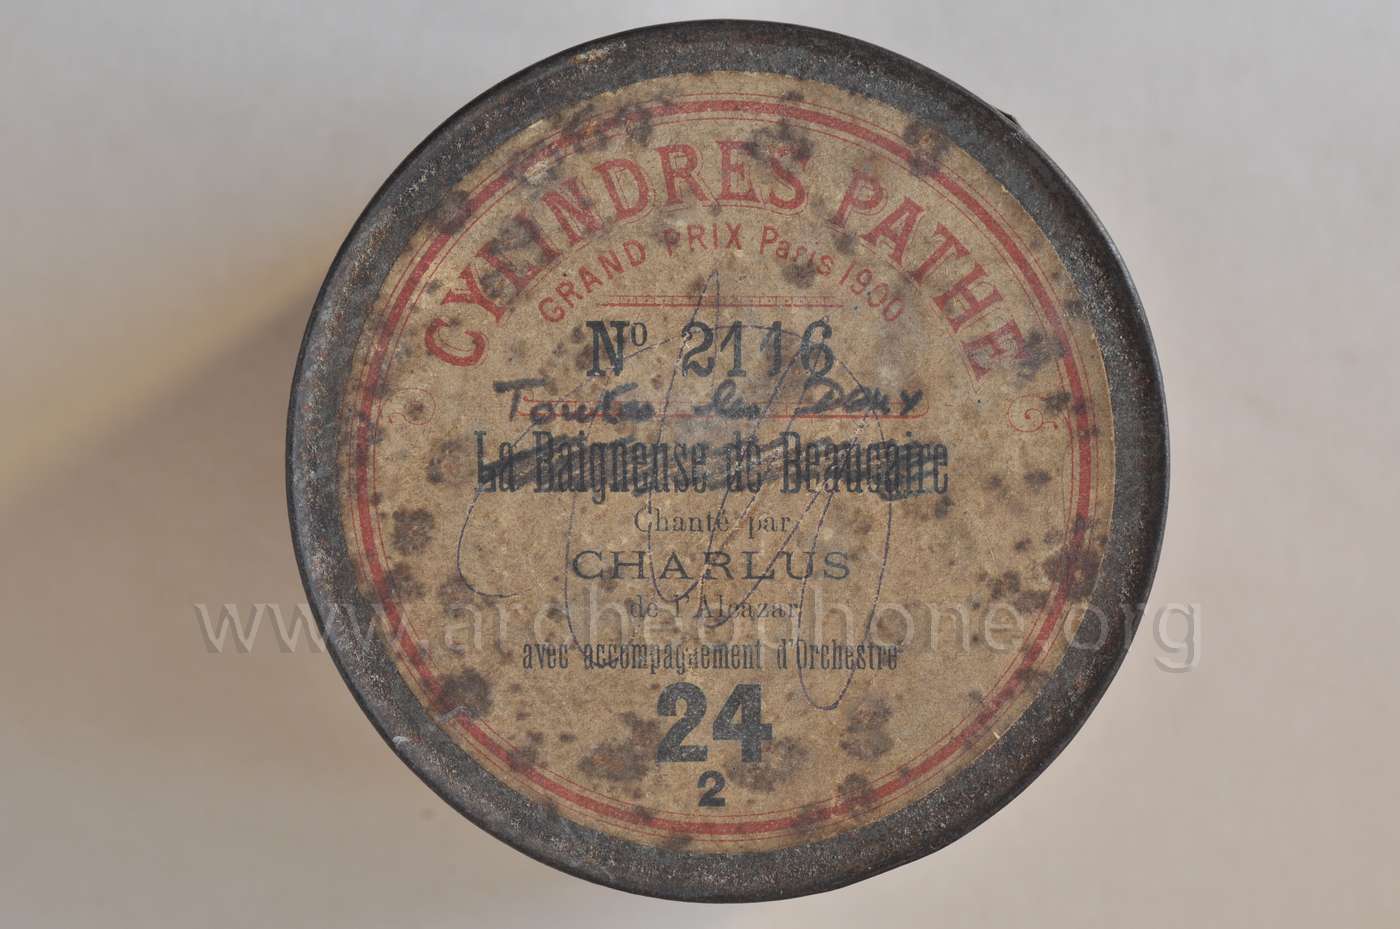 CYLINDRES PATHE
GRAND PRIX Paris 1900
No 2116
Toutes les Deux
La Baigneuse de Beaucaire
Chanté par
CHARLUS
de l'Alcazar
avec accompagnement d'Orchestre
24
2
www.archeophone.org